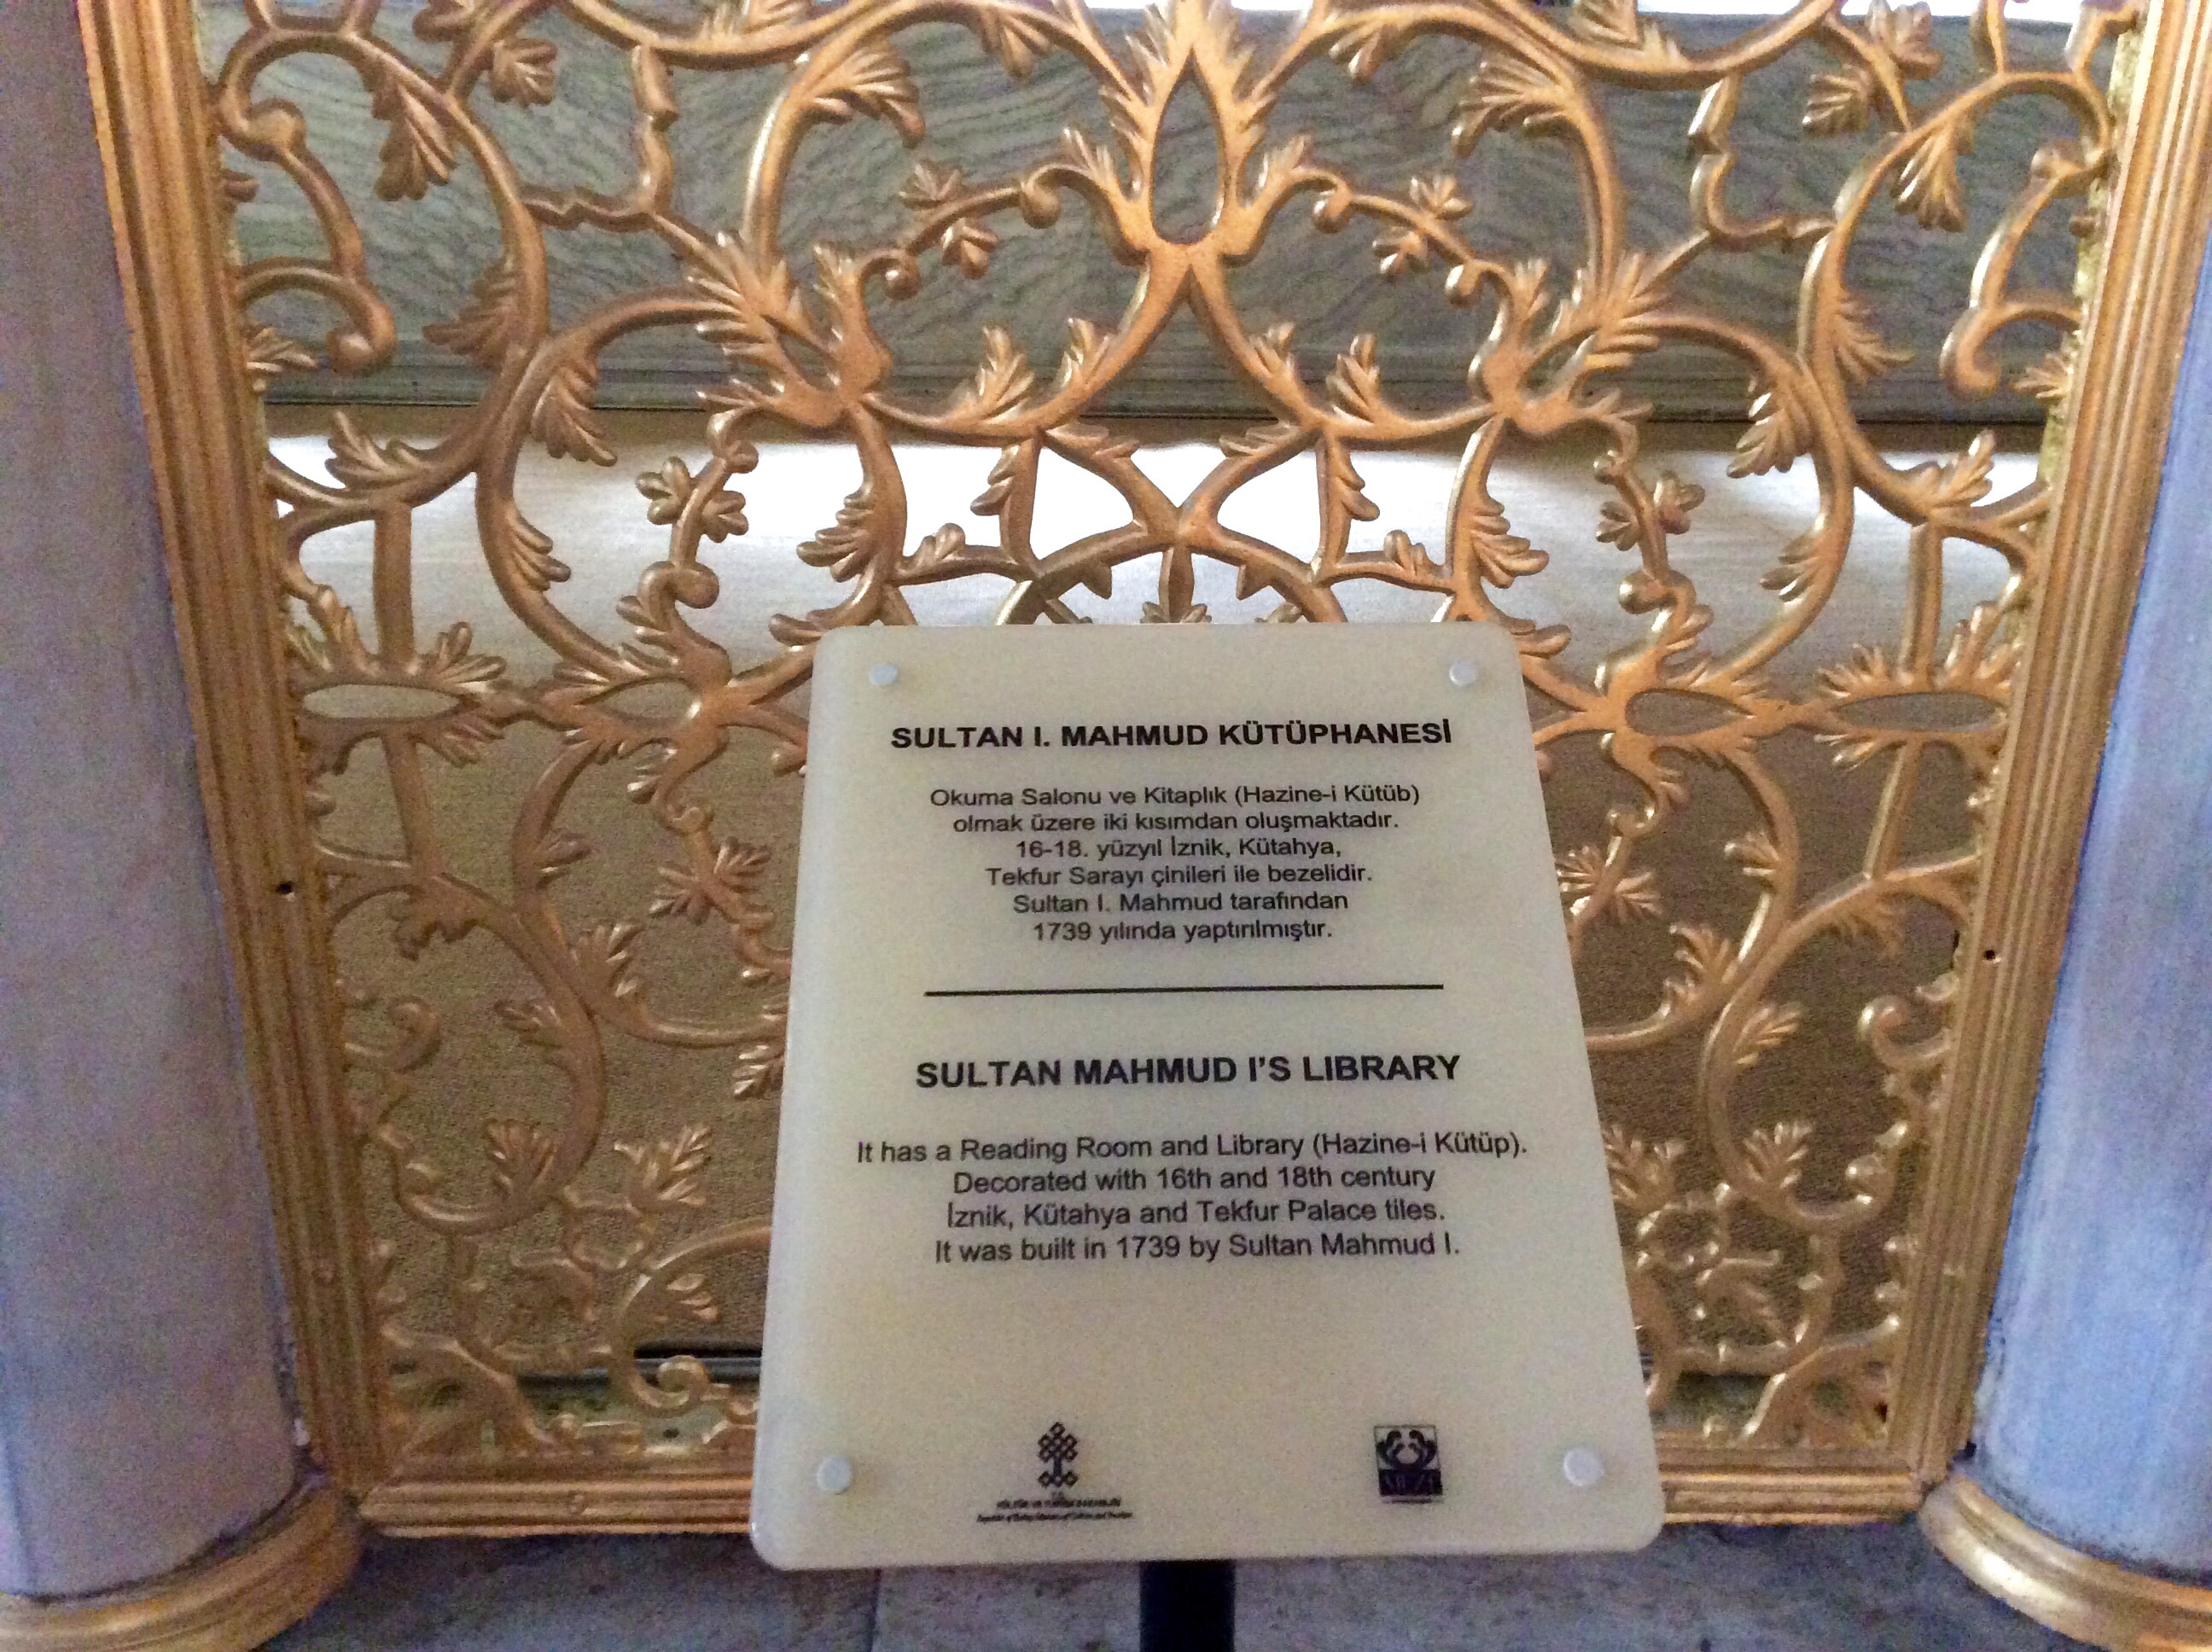 SULTAN I. MAHMUD KÜTÜPHANESİ
Okuma Salonu ve Kitaplık (Hazine-i Kütüb)
olmak üzere iki kısımdan oluşmaktadır.
16-18. yüzyıl İznik, Kütahya,
Tekfur Sarayı çinileri ile bezelidir.
Sultan I. Mahmud tarafından
1739 yılında yaptırılmıştır.
SULTAN MAHMUD I'S LIBRARY
It has a Reading Room and Library (Hazine-i Kütüp).
Decorated with 16th and 18th century
İznik, Kütahya and Tekfur Palace tiles.
It was built in 1739 by Sultan Mahmud I.